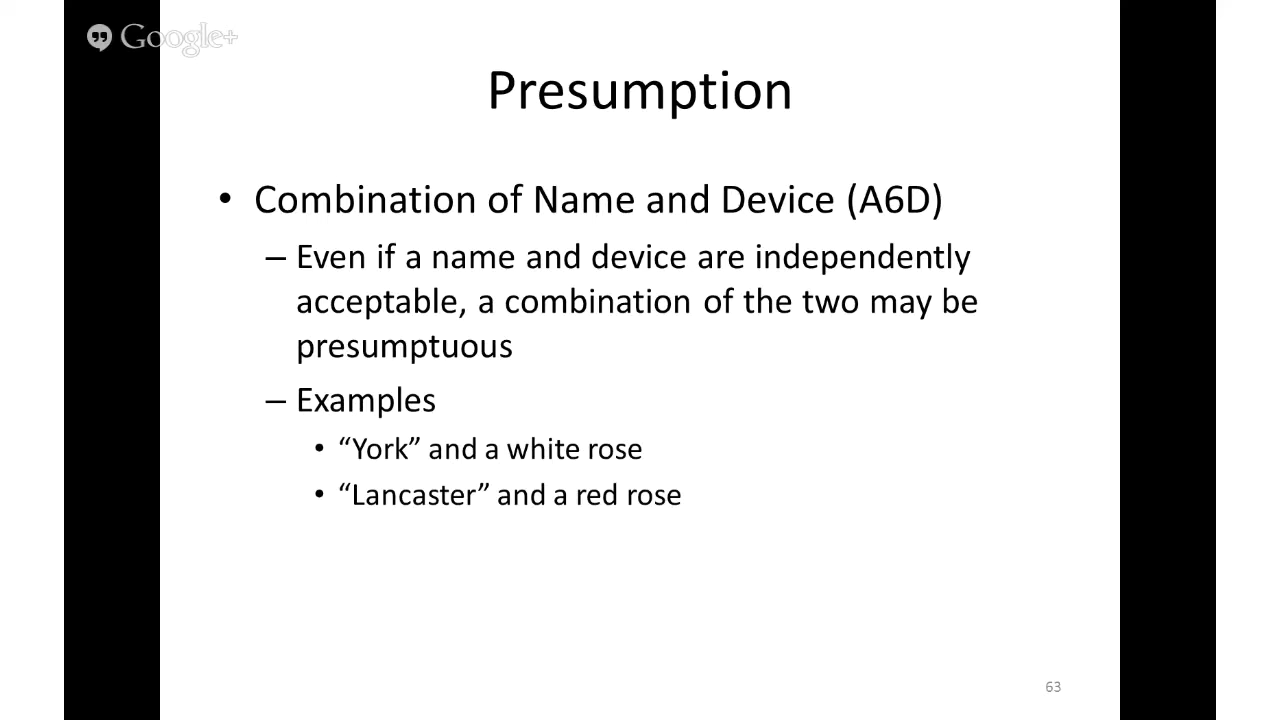 Google+
Presumption
• Combination of Name and Device (A6D)
– Even if a name and device are independently
acceptable, a combination of the two may be
presumptuous
– Examples
• “York” and a white rose
• “Lancaster” and a red rose
63